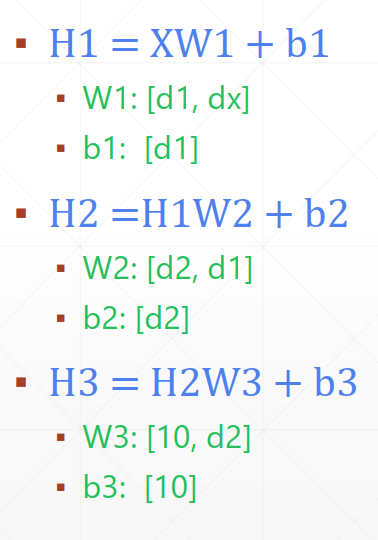 H1 = XW1 + b1
W1: [d1, dx]
b1: [d1]
H2 =H1W2 + b2
W2: [d2, d1]
b2: [d2]
H3 = H2W3 + b3
W3: [10, d2]
b3: [10]